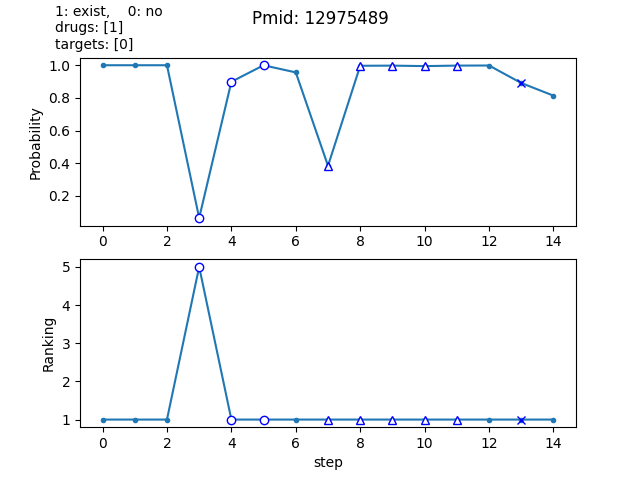 1: exist,    0: no
drugs: [1]
targets: [0]
Pmid: 12975489
Probability
1.0
0.8
0.6
0.4
0.2
0 2 4 6 8 10 12 14
Ranking
5
4
3
2
1
0 2 4 6 8 10 12 14
step